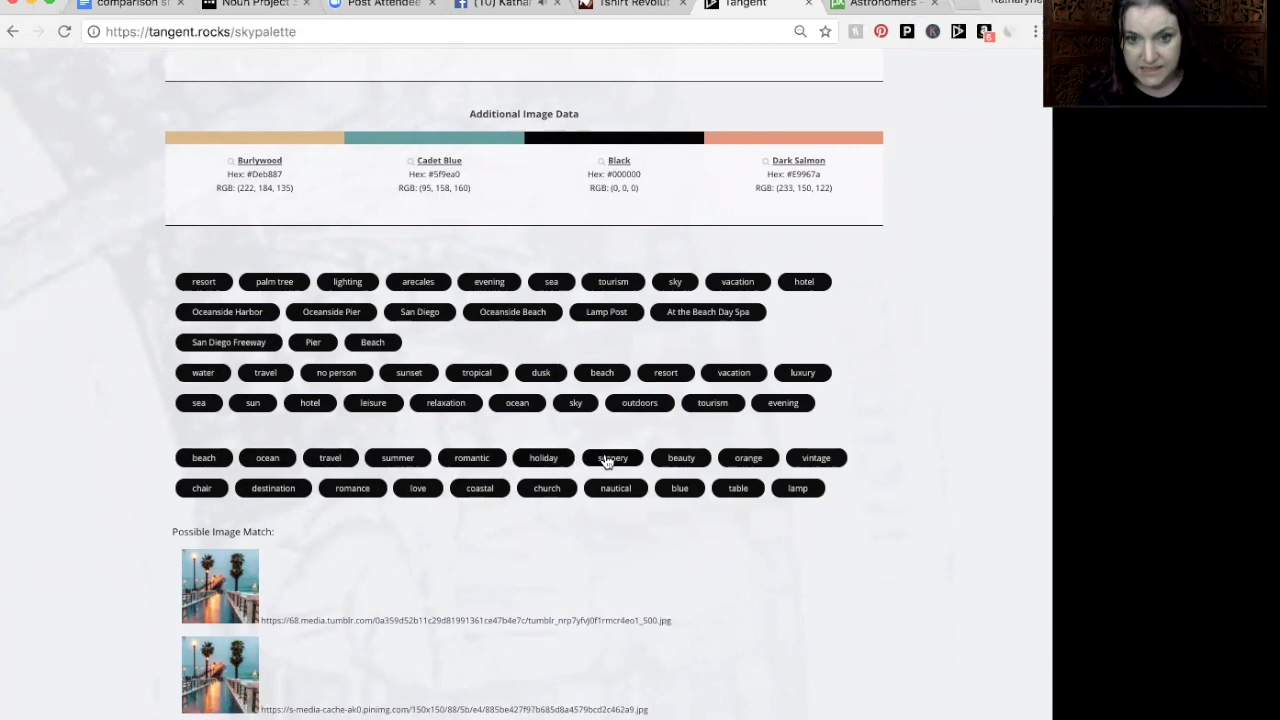 comparison s
Noun Project
Post Attendee
(10) Kathar
Tshirt Revolut
Tangent
Astronomers -
https://tangent.rocks/skypalette
6
Additional Image Data
Burlywood Cadet Blue Black Dark Salmon
Hex: #Deb887 Hex: #5f9ea0 Hex: #000000 Hex: #E9967a
RGB: (222, 184, 135) RGB: (95, 158, 160) RGB: (0, 0, 0) RGB: (233, 150, 122)
resort palm tree lighting arecales evening sea tourism sky vacation hotel
Oceanside Harbor Oceanside Pier San Diego Oceanside Beach Lamp Post At the Beach Day Spa
San Diego Freeway Pier Beach
water travel no person sunset tropical dusk beach resort vacation luxury
sea sun hotel leisure relaxation ocean sky outdoors tourism evening
beach ocean travel summer romantic holiday beauty orange vintage
chair destination romance love coastal church nautical blue table lamp
Possible Image Match:
https://68.media.tumblr.com/0a359d52b11c29d81991361ce47b4e7c/tumblr_nrp7yfvJ0f1rmcr4eo1_500.jpg
https://s-media-cache-ak0.pinimg.com/150x150/88/5b/e4/885be427f97b685d8a4579bcd2c462a9.jpg